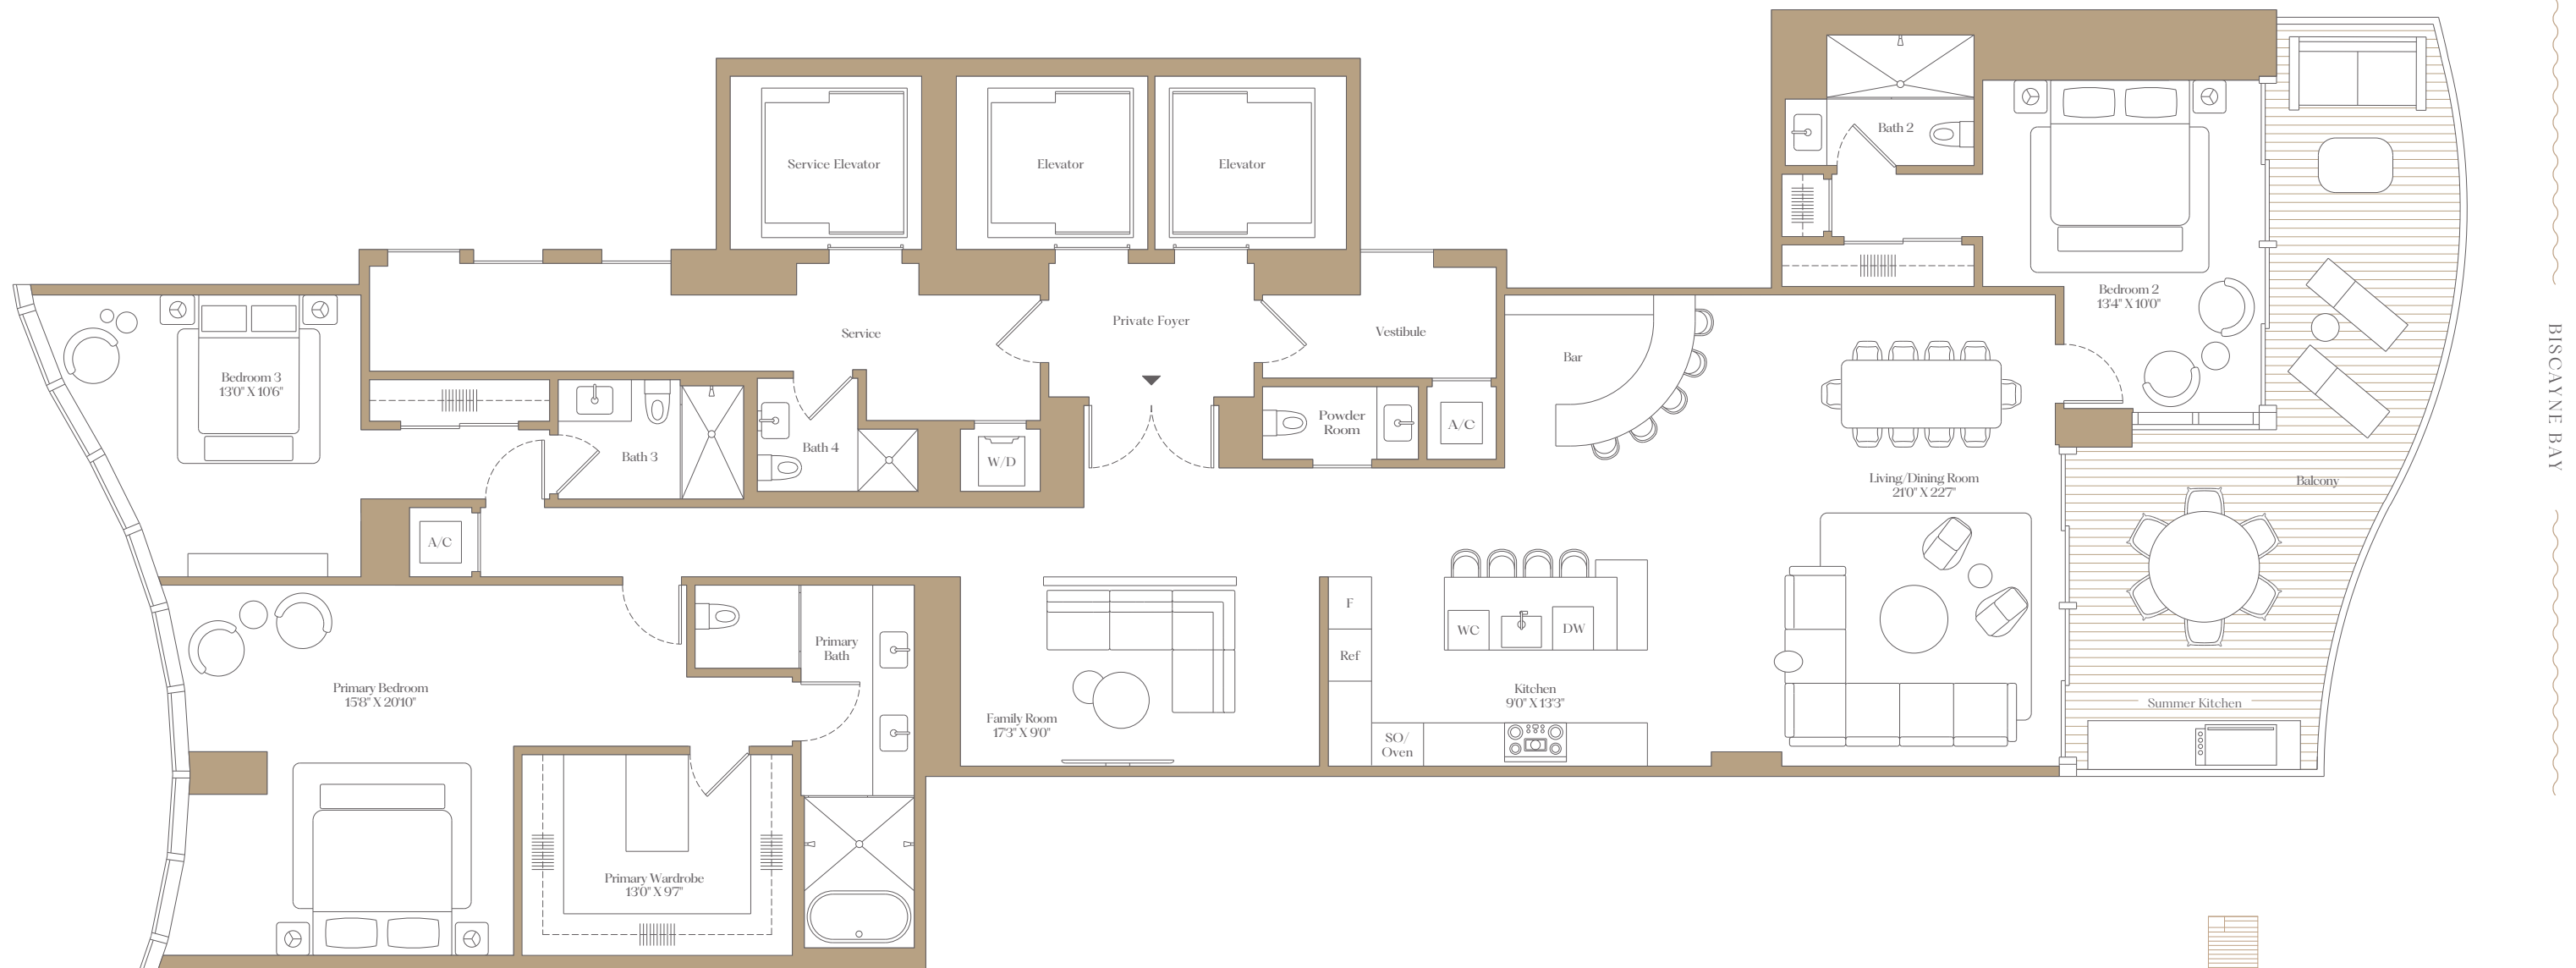 Service Elevator
Elevator
Elevator
Bath 2
Bedroom 2
13'4" X 10'0"
Private Foyer
Service
Vestibule
Bar
Bedroom 3
13'0" X 10'6"
Powder
Room
A/C
Bath 3
Bath 4
W/D
BISCAYNE BAY
Living/Dining Room
21'0" X 22'7"
Balcony
A/C
F
WC
DW
Primary
Bath
Ref
Primary Bedroom
15'8" X 20'10"
Kitchen
9'0" X 13'3"
Summer Kitchen
Family Room
17'3" X 9'0"
SO/
Oven
Primary Wardrobe
13'0" X 9'7"